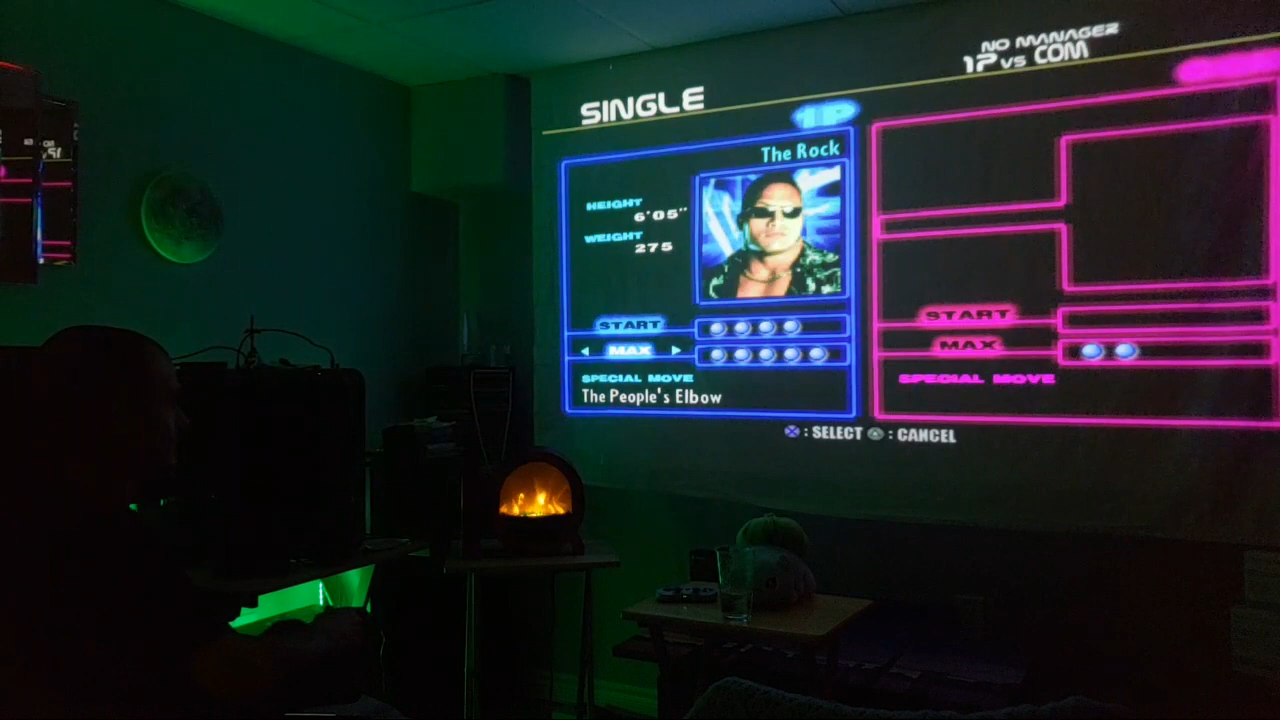 NO MANAGER
1P VS COM
SINGLE
1P
The Rock
HEIGHT
6'05"
WEIGHT
275
START
MAX
SPECIAL MOVE
The People's Elbow
START
MAX
SPECIAL MOVE
: SELECT : CANCEL